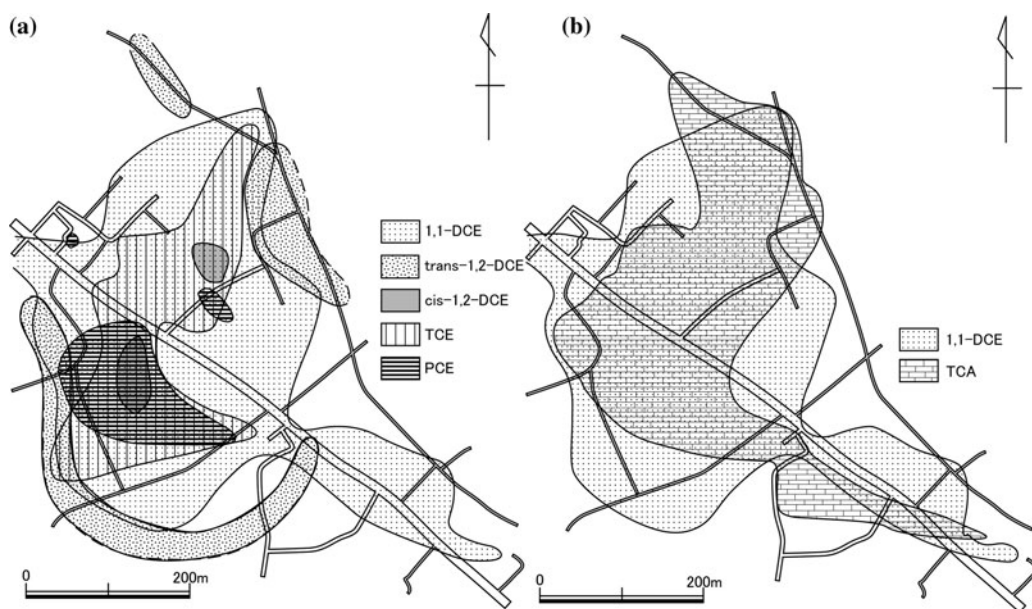 (a)
1,1-DCE
trans-1,2-DCE
cis-1,2-DCE
TCE
PCE
0 200m
(b)
1,1-DCE
TCA
0 200m